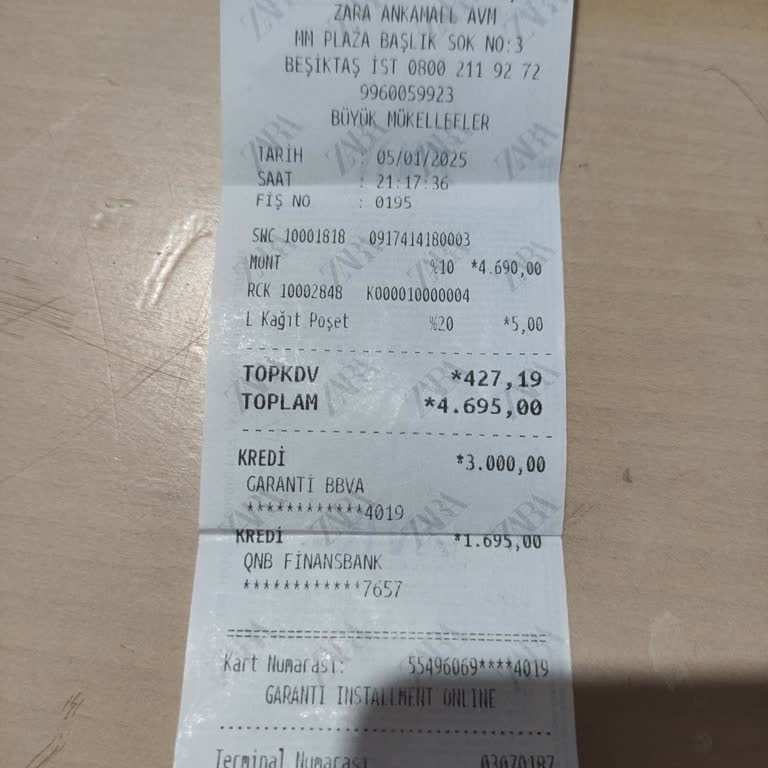 ZARA ANKAMALL AVM
MM PLAZA BAŞLIK SOK NO:3
BEŞİKTAŞ İST 0800 211 92 72
9960059923
BÜYÜK MÜKELLEFLER
TARİH : 05/01/2025
SAAT : 21:17:36
FİŞ NO : 0195
SWC 10001818 0917414180003
MONT %10 *4.690,00
RCK 10002848 K000010000004
L Kağıt Poşet %20 *5,00
TOPKDV *427,19
TOPLAM *4.695,00
KREDİ *3.000,00
GARANTİ BBVA
************4019
KREDİ *1.695,00
QNB FİNANSBANK
************7657
Kart Numarası: 55496069****4019
GARANTI INSTALLMENT ONLINE
Terminal Numarası 03070187